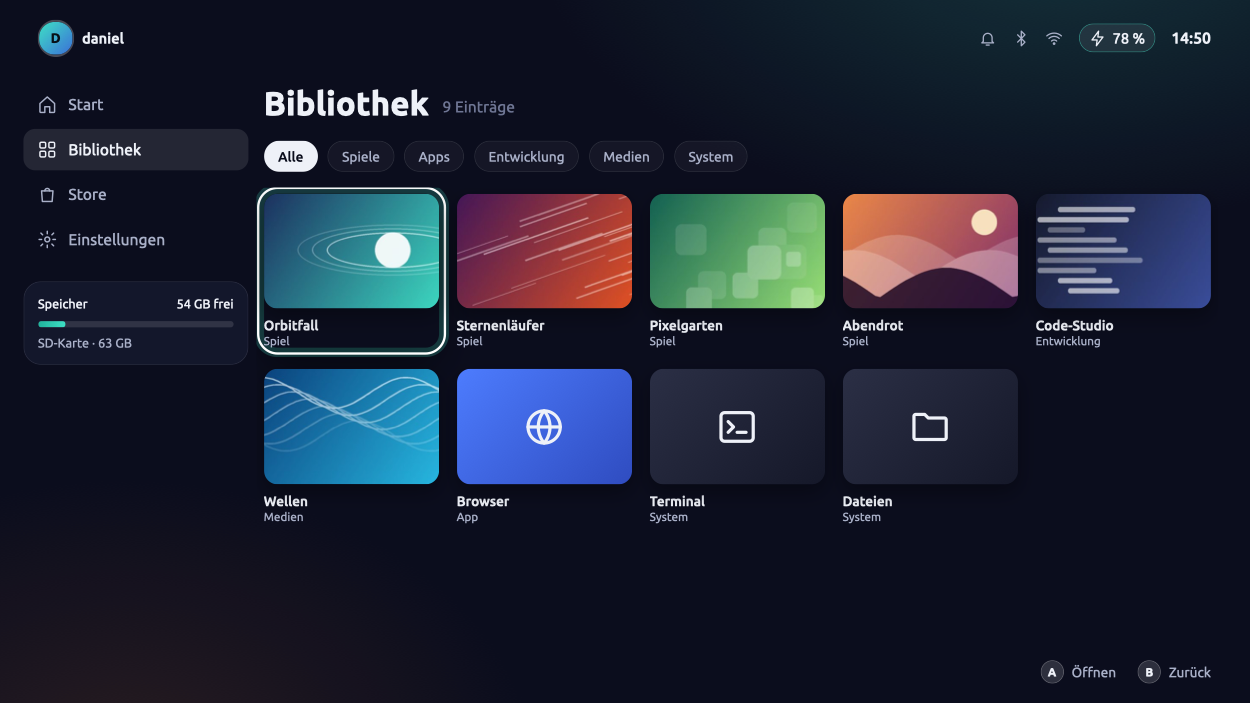 D daniel
78 % 14:50
Start
Bibliothek
Store
Einstellungen
Speicher 54 GB frei
SD-Karte · 63 GB
Bibliothek 9 Einträge
Alle Spiele Apps Entwicklung Medien System
Orbitfall
Spiel
Sternenläufer
Spiel
Pixelgarten
Spiel
Abendrot
Spiel
Code-Studio
Entwicklung
Wellen
Medien
Browser
App
Terminal
System
Dateien
System
A Öffnen B Zurück